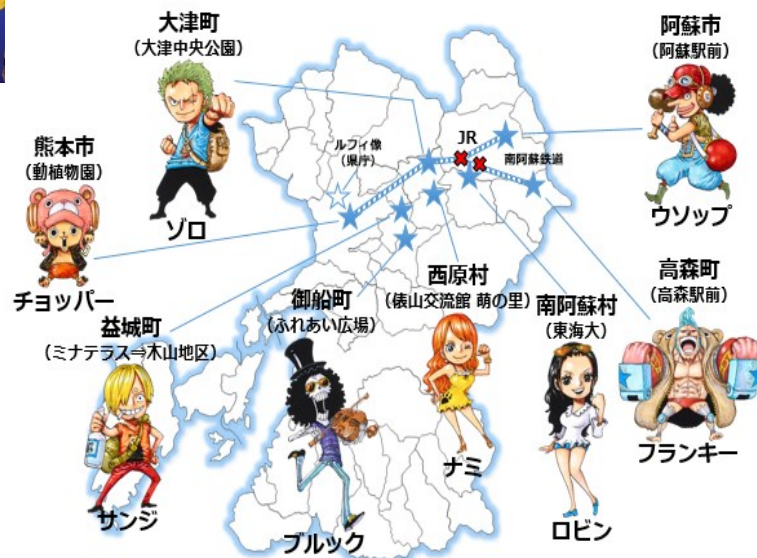 大津町
（大津中央公園）
ゾロ
阿蘇市
（阿蘇駅前）
ウソップ
熊本市
（動植物園）
チョッパー
ルフィ像
（県庁）
JR
南阿蘇鉄道
益城町
（ミナテラス⇒木山地区）
サンジ
御船町
（ふれあい広場）
ブルック
西原村
（俵山交流館 萌の里）
ナミ
南阿蘇村
（東海大）
ロビン
高森町
（高森駅前）
フランキー